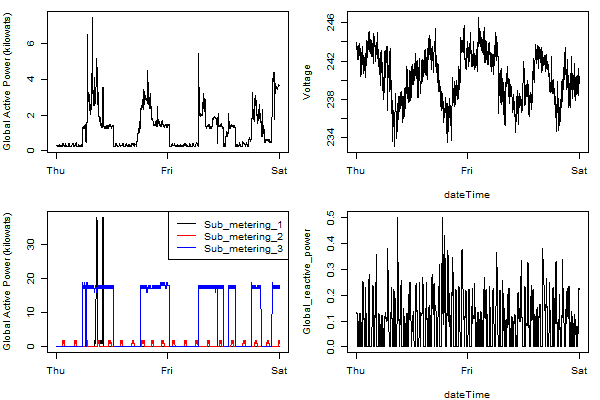 Global Active Power (kilowats)
6
4
2
0
Thu Fri Sat
Voltage
246
242
238
234
Thu Fri Sat
dateTime
Global Active Power (kilowats)
30
20
10
0
Sub_metering_1
Sub_metering_2
Sub_metering_3
Thu Fri Sat
Global_reactive_power
0.5
0.4
0.3
0.2
0.1
0.0
Thu Fri Sat
dateTime